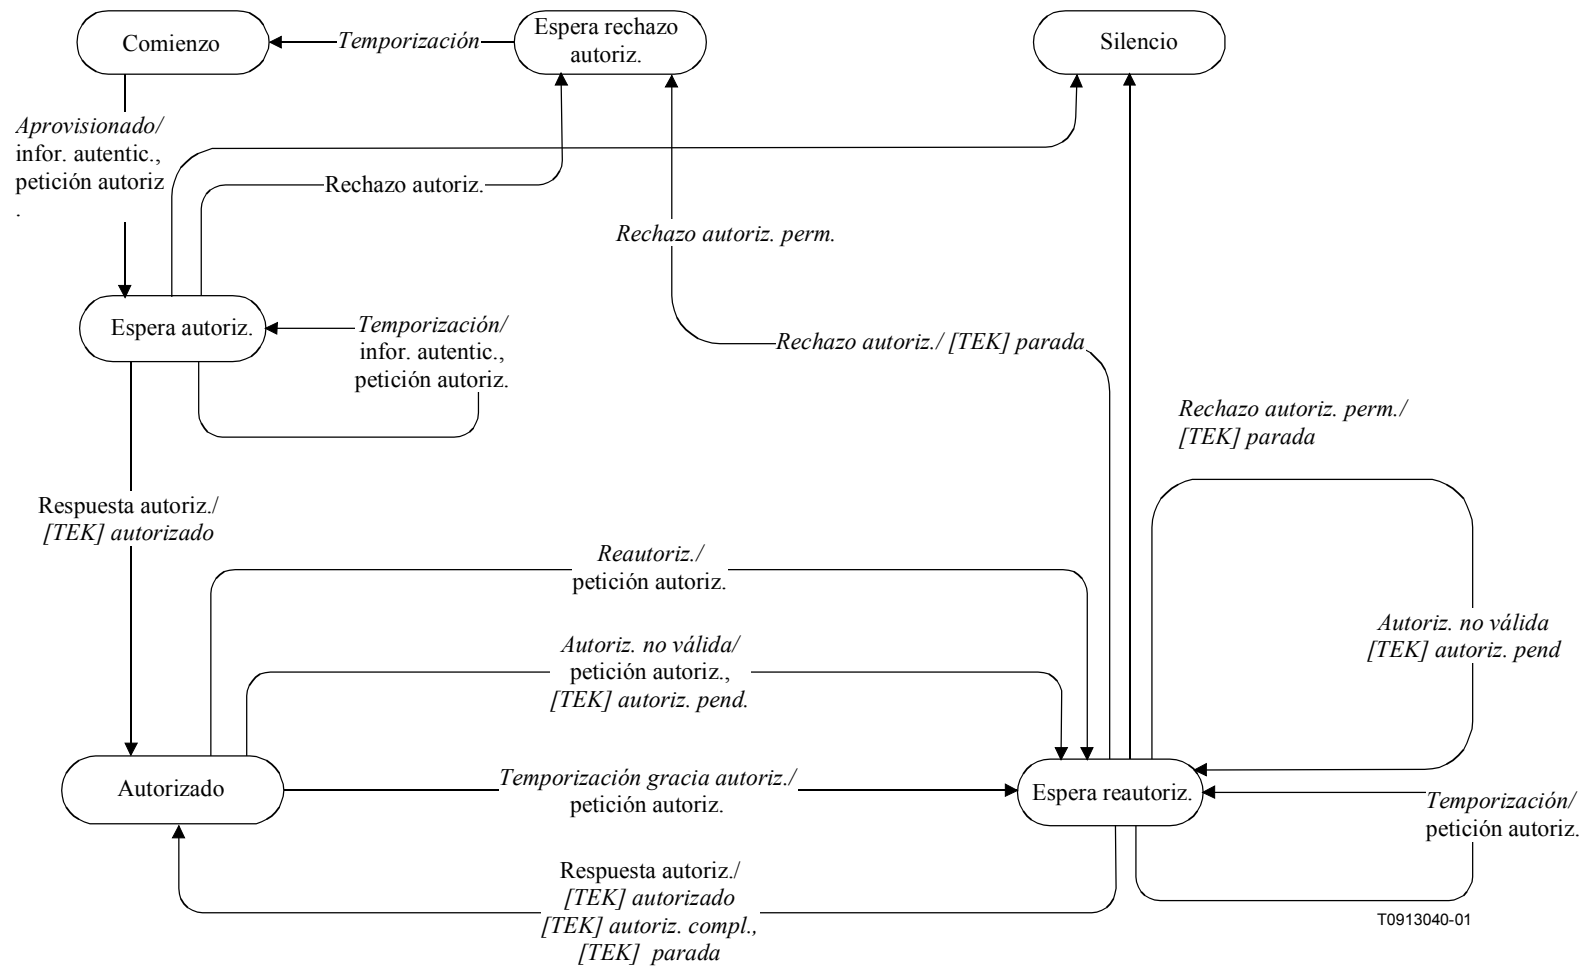 Comienzo
Temporización
Espera rechazo
autoriz.
Silencio
Aprovisionado/
infor. autentic.,
petición autoriz
.
Rechazo autoriz.
Rechazo autoriz. perm.
Espera autoriz.
Temporización/
infor. autentic.,
petición autoriz.
Rechazo autoriz./ [TEK] parada
Rechazo autoriz. perm./
[TEK] parada
Respuesta autoriz./
[TEK] autorizado
Reautoriz./
petición autoriz.
Autoriz. no válida/
petición autoriz.,
[TEK] autoriz. pend.
Autoriz. no válida
[TEK] autoriz. pend
Autorizado
Temporización gracia autoriz./
petición autoriz.
Espera reautoriz.
Temporización/
petición autoriz.
Respuesta autoriz./
[TEK] autorizado
[TEK] autoriz. compl.,
[TEK] parada
T0913040-01